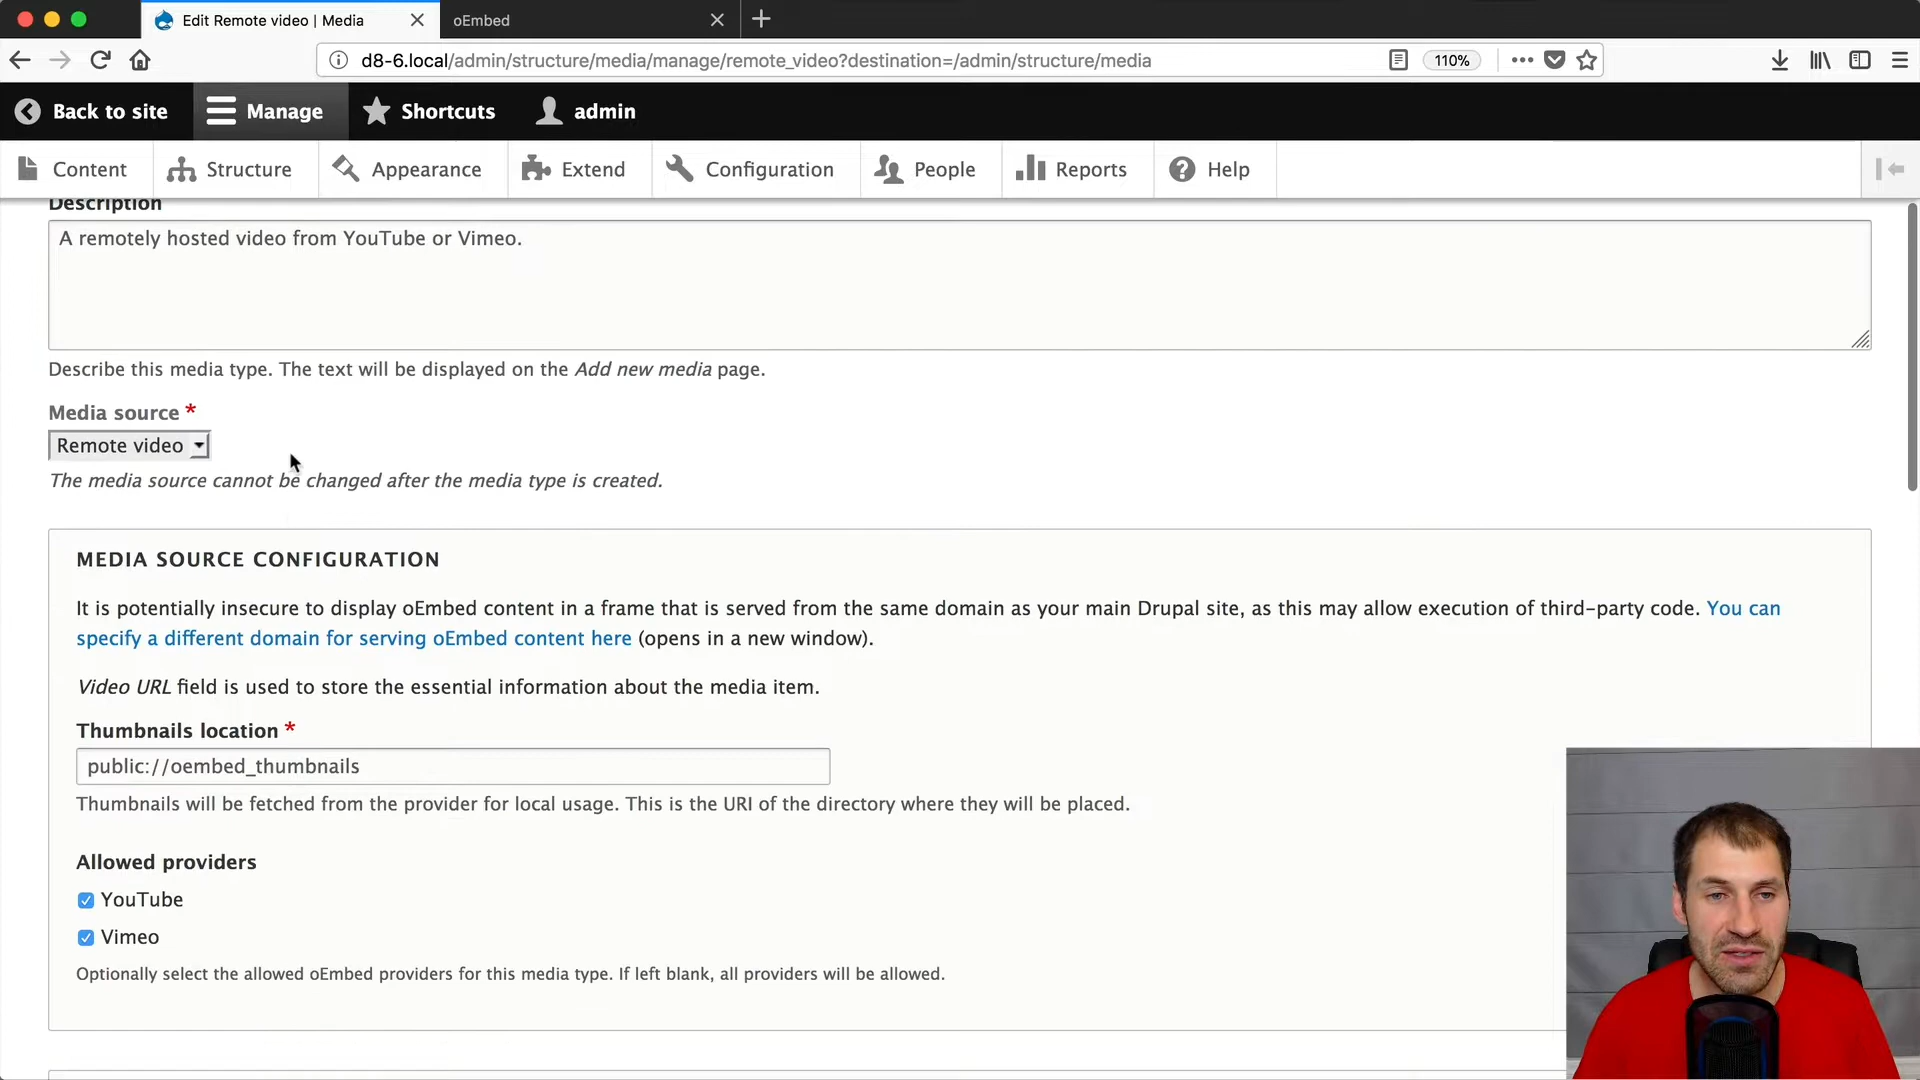 Edit Remote video | Media
oEmbed
d8-6.local/admin/structure/media/manage/remote_video?destination=/admin/structure/media
110%
Back to site
Manage
Shortcuts
admin
Content
Structure
Appearance
Extend
Configuration
People
Reports
Help
Description
A remotely hosted video from YouTube or Vimeo.
Describe this media type. The text will be displayed on the Add new media page.
Media source *
Remote video
The media source cannot be changed after the media type is created.
MEDIA SOURCE CONFIGURATION
It is potentially insecure to display oEmbed content in a frame that is served from the same domain as your main Drupal site, as this may allow execution of third-party code. You can
specify a different domain for serving oEmbed content here (opens in a new window).
Video URL field is used to store the essential information about the media item.
Thumbnails location *
public://oembed_thumbnails
Thumbnails will be fetched from the provider for local usage. This is the URI of the directory where they will be placed.
Allowed providers
YouTube
Vimeo
Optionally select the allowed oEmbed providers for this media type. If left blank, all providers will be allowed.